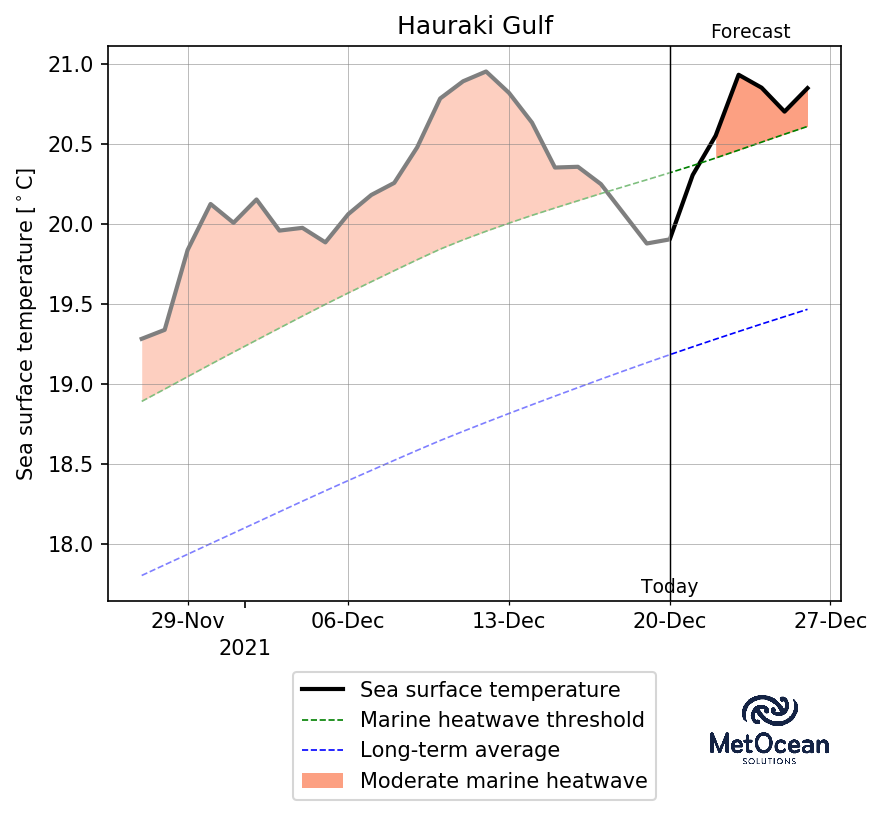 Hauraki Gulf
Forecast
Sea surface temperature [°C]
21.0
20.5
20.0
19.5
19.0
18.5
18.0
Today
29-Nov 06-Dec 13-Dec 20-Dec 27-Dec
2021
Sea surface temperature
Marine heatwave threshold
Long-term average
Moderate marine heatwave
MetOcean
SOLUTIONS